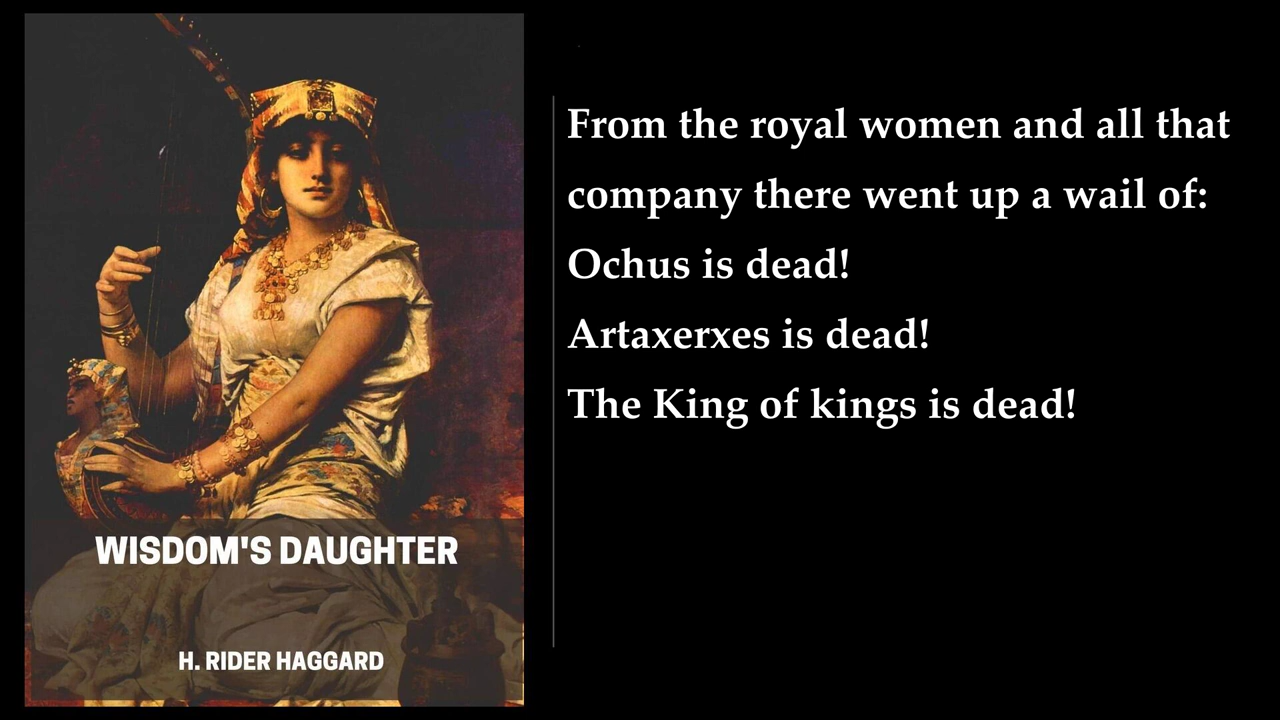 WISDOM'S DAUGHTER
H. RIDER HAGGARD
From the royal women and all that
company there went up a wail of:
Ochus is dead!
Artaxerxes is dead!
The King of kings is dead!